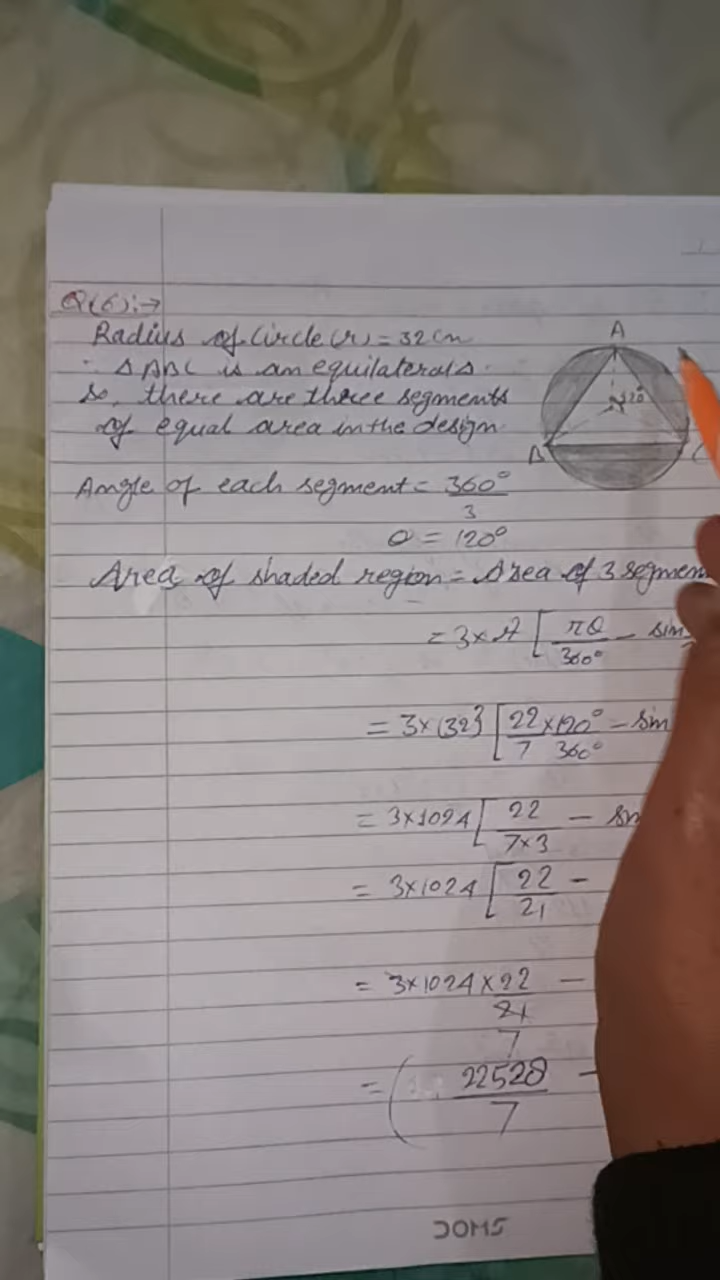 Q(6):→
Radius of Circle(r) = 32cm
∴ ΔABC is an equilateral Δ.
So, there are three segments
of equal area in the design
A
120°
B
C
Angle of each segment = 360°
3
θ = 120°
Area of shaded region = Area of 3 segmen
= 3 × r² [ πθ/360° - sin
= 3 × (32)² [ 22/7 × 120°/360° - sin
= 3×1024 [ 22/7×3 - sin
= 3×1024 [ 22/21 -
= 3×1024 × 22/21 -
7
= ( 22528/7 -
DOMS